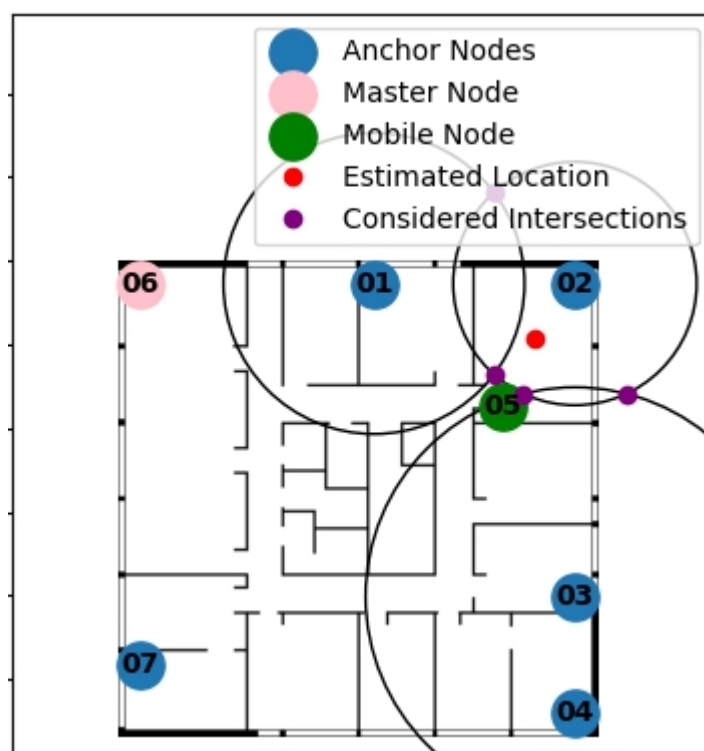 Anchor Nodes
Master Node
Mobile Node
Estimated Location
Considered Intersections
06
01
02
05
03
07
04